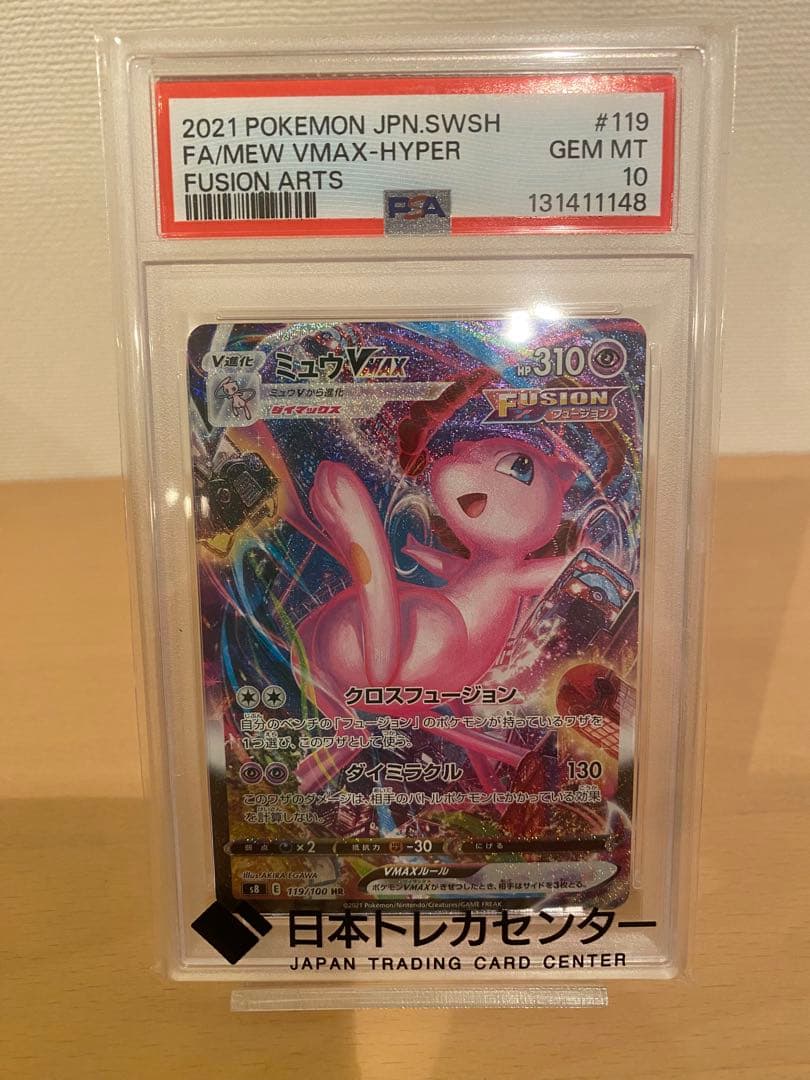 2021 POKEMON JPN.SWSH #119
FA/MEW VMAX-HYPER GEM MT
FUSION ARTS 10
PSA 131411148
V進化 ミュウVMAX HP310
ミュウVから進化
ダイマックス
FUSION
フュージョン
クロスフュージョン
自分のベンチの「フュージョン」のポケモンが持っているワザを
1つ選び、このワザとして使う。
ダイミラクル 130
このワザのダメージは、相手のバトルポケモンにかかっている効果
を計算しない。
弱点 ×2 抵抗力 -30 にげる
Illus. AKIRA EGAWA
VMAXルール
s8 E 119/100 HR
ポケモンVMAXがきぜつしたとき、相手はサイドを3枚とる。
©2021 Pokémon/Nintendo/Creatures/GAME FREAK
日本トレカセンター
JAPAN TRADING CARD CENTER